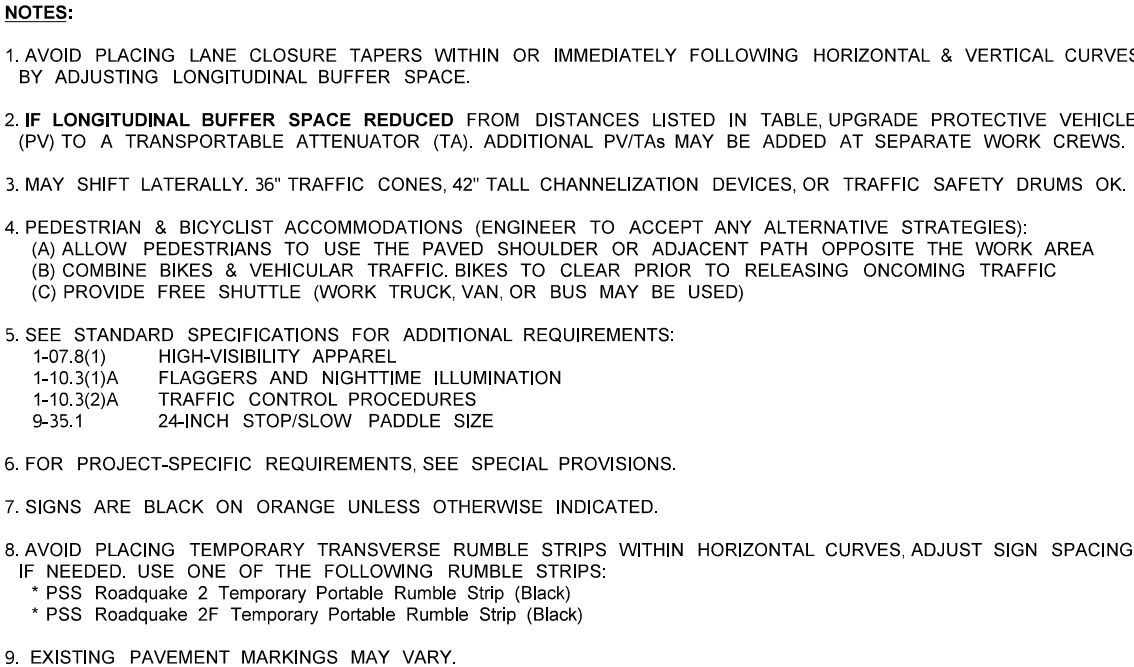 NOTES:
1. AVOID PLACING LANE CLOSURE TAPERS WITHIN OR IMMEDIATELY FOLLOWING HORIZONTAL & VERTICAL CURVES
BY ADJUSTING LONGITUDINAL BUFFER SPACE.
2. IF LONGITUDINAL BUFFER SPACE REDUCED FROM DISTANCES LISTED IN TABLE, UPGRADE PROTECTIVE VEHICLE
(PV) TO A TRANSPORTABLE ATTENUATOR (TA). ADDITIONAL PV/TAs MAY BE ADDED AT SEPARATE WORK CREWS.
3. MAY SHIFT LATERALLY. 36" TRAFFIC CONES, 42" TALL CHANNELIZATION DEVICES, OR TRAFFIC SAFETY DRUMS OK.
4. PEDESTRIAN & BICYCLIST ACCOMMODATIONS (ENGINEER TO ACCEPT ANY ALTERNATIVE STRATEGIES):
(A) ALLOW PEDESTRIANS TO USE THE PAVED SHOULDER OR ADJACENT PATH OPPOSITE THE WORK AREA
(B) COMBINE BIKES & VEHICULAR TRAFFIC. BIKES TO CLEAR PRIOR TO RELEASING ONCOMING TRAFFIC
(C) PROVIDE FREE SHUTTLE (WORK TRUCK, VAN, OR BUS MAY BE USED)
5. SEE STANDARD SPECIFICATIONS FOR ADDITIONAL REQUIREMENTS:
1-07.8(1) HIGH-VISIBILITY APPAREL
1-10.3(1)A FLAGGERS AND NIGHTTIME ILLUMINATION
1-10.3(2)A TRAFFIC CONTROL PROCEDURES
9-35.1 24-INCH STOP/SLOW PADDLE SIZE
6. FOR PROJECT-SPECIFIC REQUIREMENTS, SEE SPECIAL PROVISIONS.
7. SIGNS ARE BLACK ON ORANGE UNLESS OTHERWISE INDICATED.
8. AVOID PLACING TEMPORARY TRANSVERSE RUMBLE STRIPS WITHIN HORIZONTAL CURVES, ADJUST SIGN SPACING
IF NEEDED. USE ONE OF THE FOLLOWING RUMBLE STRIPS:
* PSS Roadquake 2 Temporary Portable Rumble Strip (Black)
* PSS Roadquake 2F Temporary Portable Rumble Strip (Black)
9. EXISTING PAVEMENT MARKINGS MAY VARY.